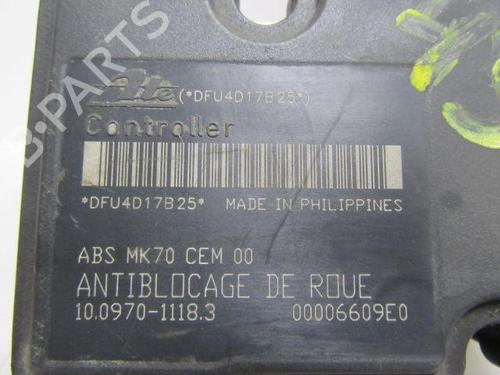 B-PARTS
Ate (*DFU4D17B25*)
Controller
*DFU4D17B25* MADE IN PHILIPPINES
ABS MK70 CEM 00
ANTIBLOCAGE DE ROUE
10.0970-1118.3 00006609E0